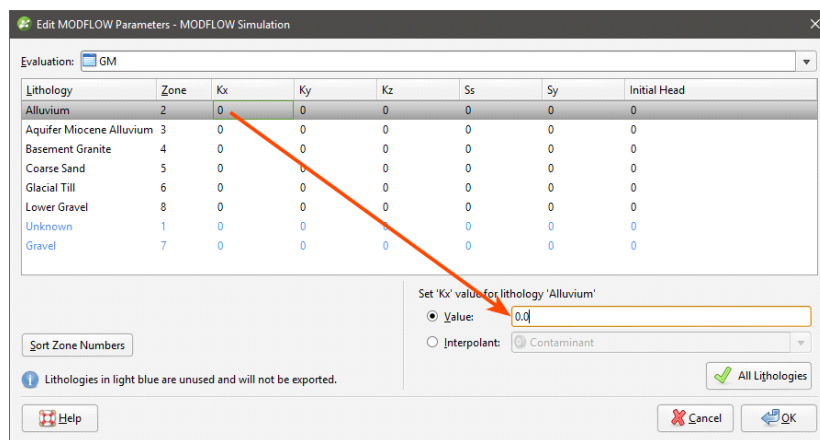 Edit MODFLOW Parameters - MODFLOW Simulation
Evaluation: GM
Lithology Zone Kx Ky Kz Ss Sy Initial Head
Alluvium 2 0 0 0 0 0 0
Aquifer Miocene Alluvium 3 0 0 0 0 0 0
Basement Granite 4 0 0 0 0 0 0
Coarse Sand 5 0 0 0 0 0 0
Glacial Till 6 0 0 0 0 0 0
Lower Gravel 8 0 0 0 0 0 0
Unknown 1 0 0 0 0 0 0
Gravel 7 0 0 0 0 0 0
Set 'Kx' value for lithology 'Alluvium'
Value: 0.0
Sort Zone Numbers
Interpolant: Contaminant
Lithologies in light blue are unused and will not be exported.
All Lithologies
Help
Cancel
OK